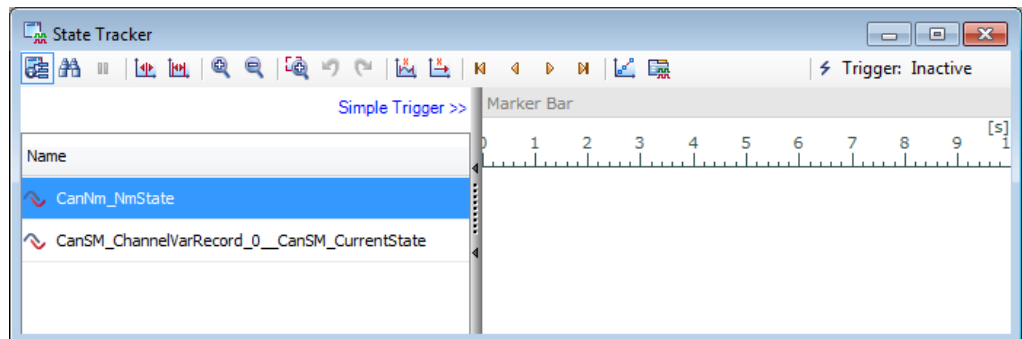 State Tracker
Trigger: Inactive
Simple Trigger >>
Marker Bar
[s]
0 1 2 3 4 5 6 7 8 9 1
Name
CanNm_NmState
CanSM_ChannelVarRecord_0__CanSM_CurrentState